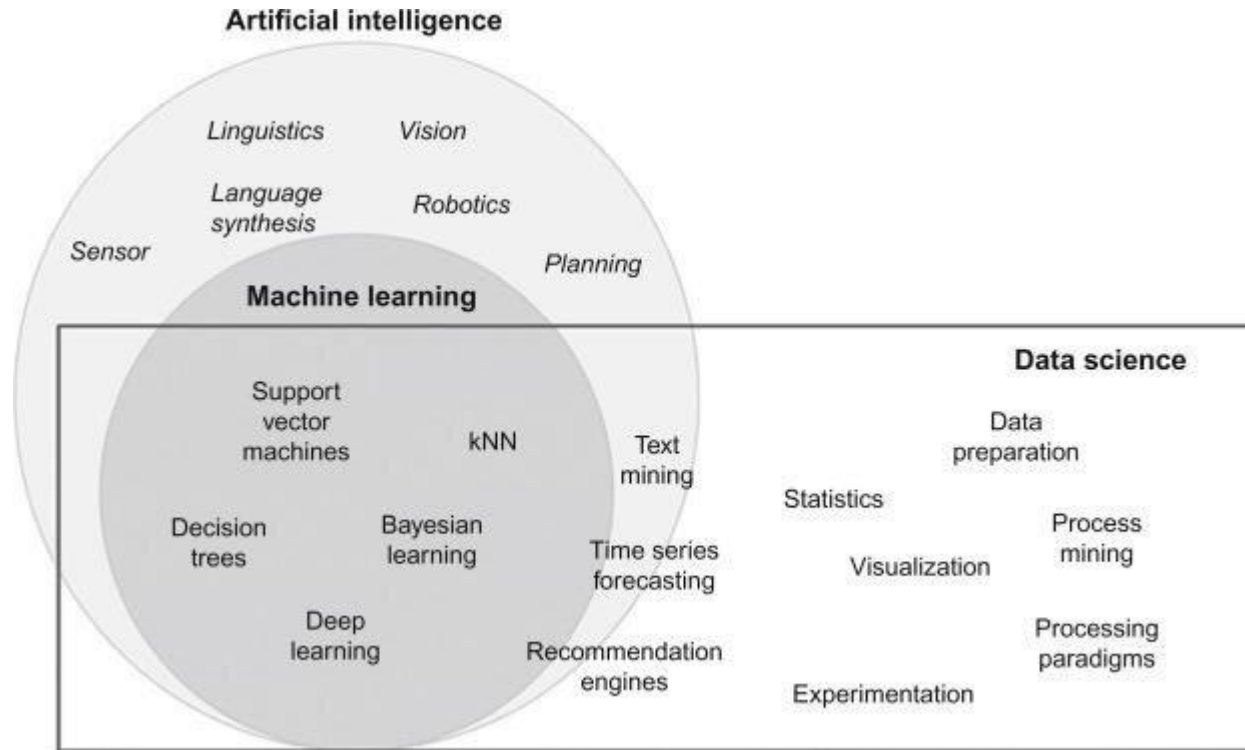 Artificial intelligence
Linguistics
Vision
Language
synthesis
Robotics
Sensor
Planning
Machine learning
Data science
Support
vector
machines
kNN
Text
mining
Data
preparation
Statistics
Decision
trees
Bayesian
learning
Time series
forecasting
Visualization
Process
mining
Deep
learning
Recommendation
engines
Experimentation
Processing
paradigms